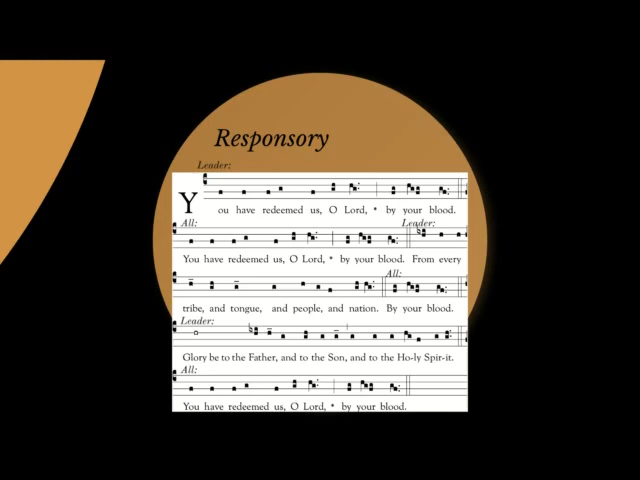 Responsory
Leader:
You have redeemed us, O Lord, * by your blood.
All: Leader:
You have redeemed us, O Lord, * by your blood. From every
All:
tribe, and tongue, and people, and nation. By your blood.
Leader:
Glory be to the Father, and to the Son, and to the Ho-ly Spir-it.
All:
You have redeemed us, O Lord, * by your blood.